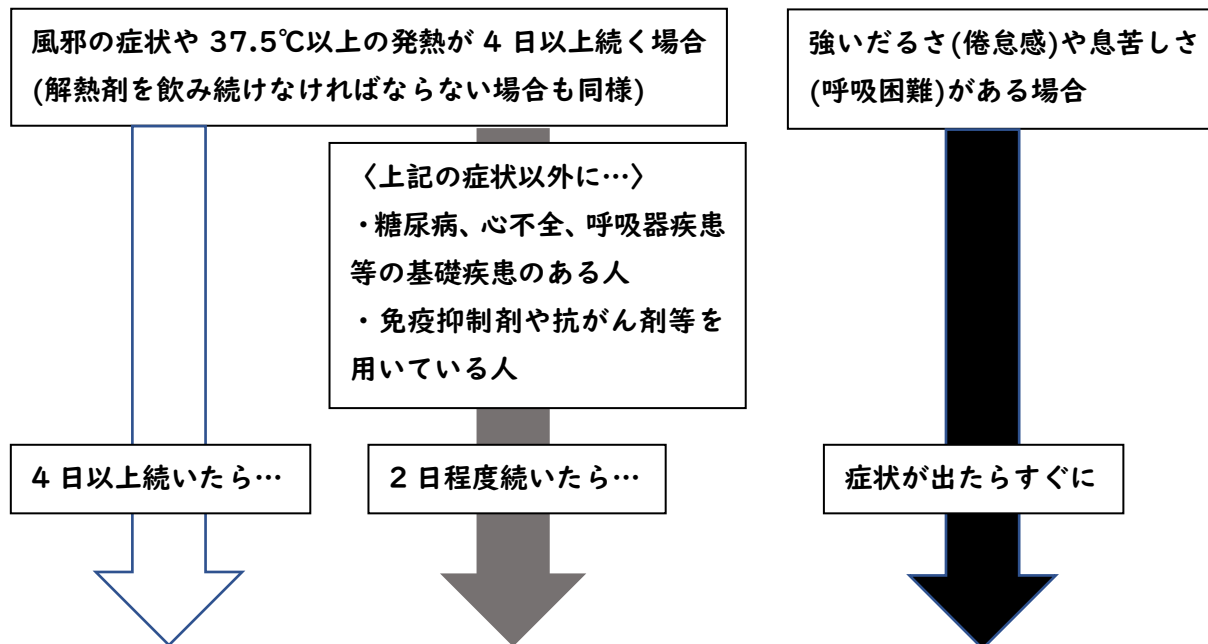 風邪の症状や 37.5℃以上の発熱が 4 日以上続く場合
(解熱剤を飲み続けなければならない場合も同様)
強いだるさ(倦怠感)や息苦しさ
(呼吸困難)がある場合
〈上記の症状以外に…〉
・糖尿病、心不全、呼吸器疾患
等の基礎疾患のある人
・免疫抑制剤や抗がん剤等を
用いている人
4 日以上続いたら…
2 日程度続いたら…
症状が出たらすぐに